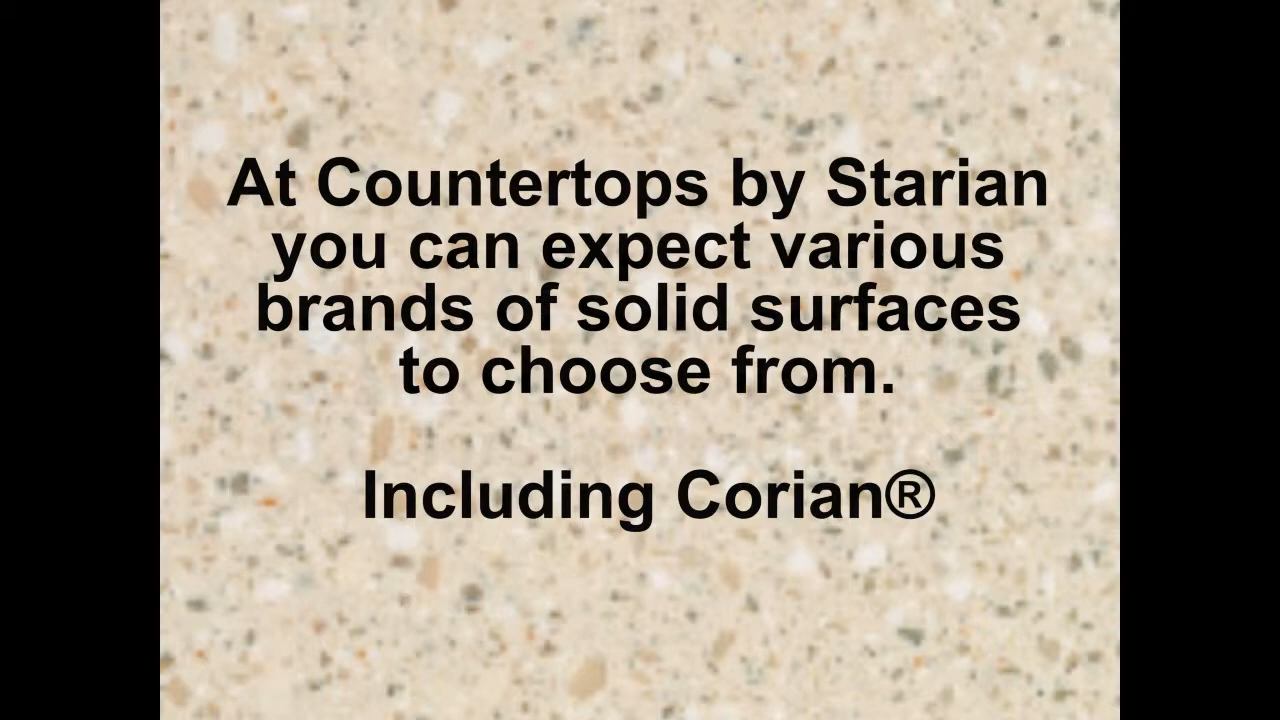 At Countertops by Starian
you can expect various
brands of solid surfaces
to choose from.
Including Corian®